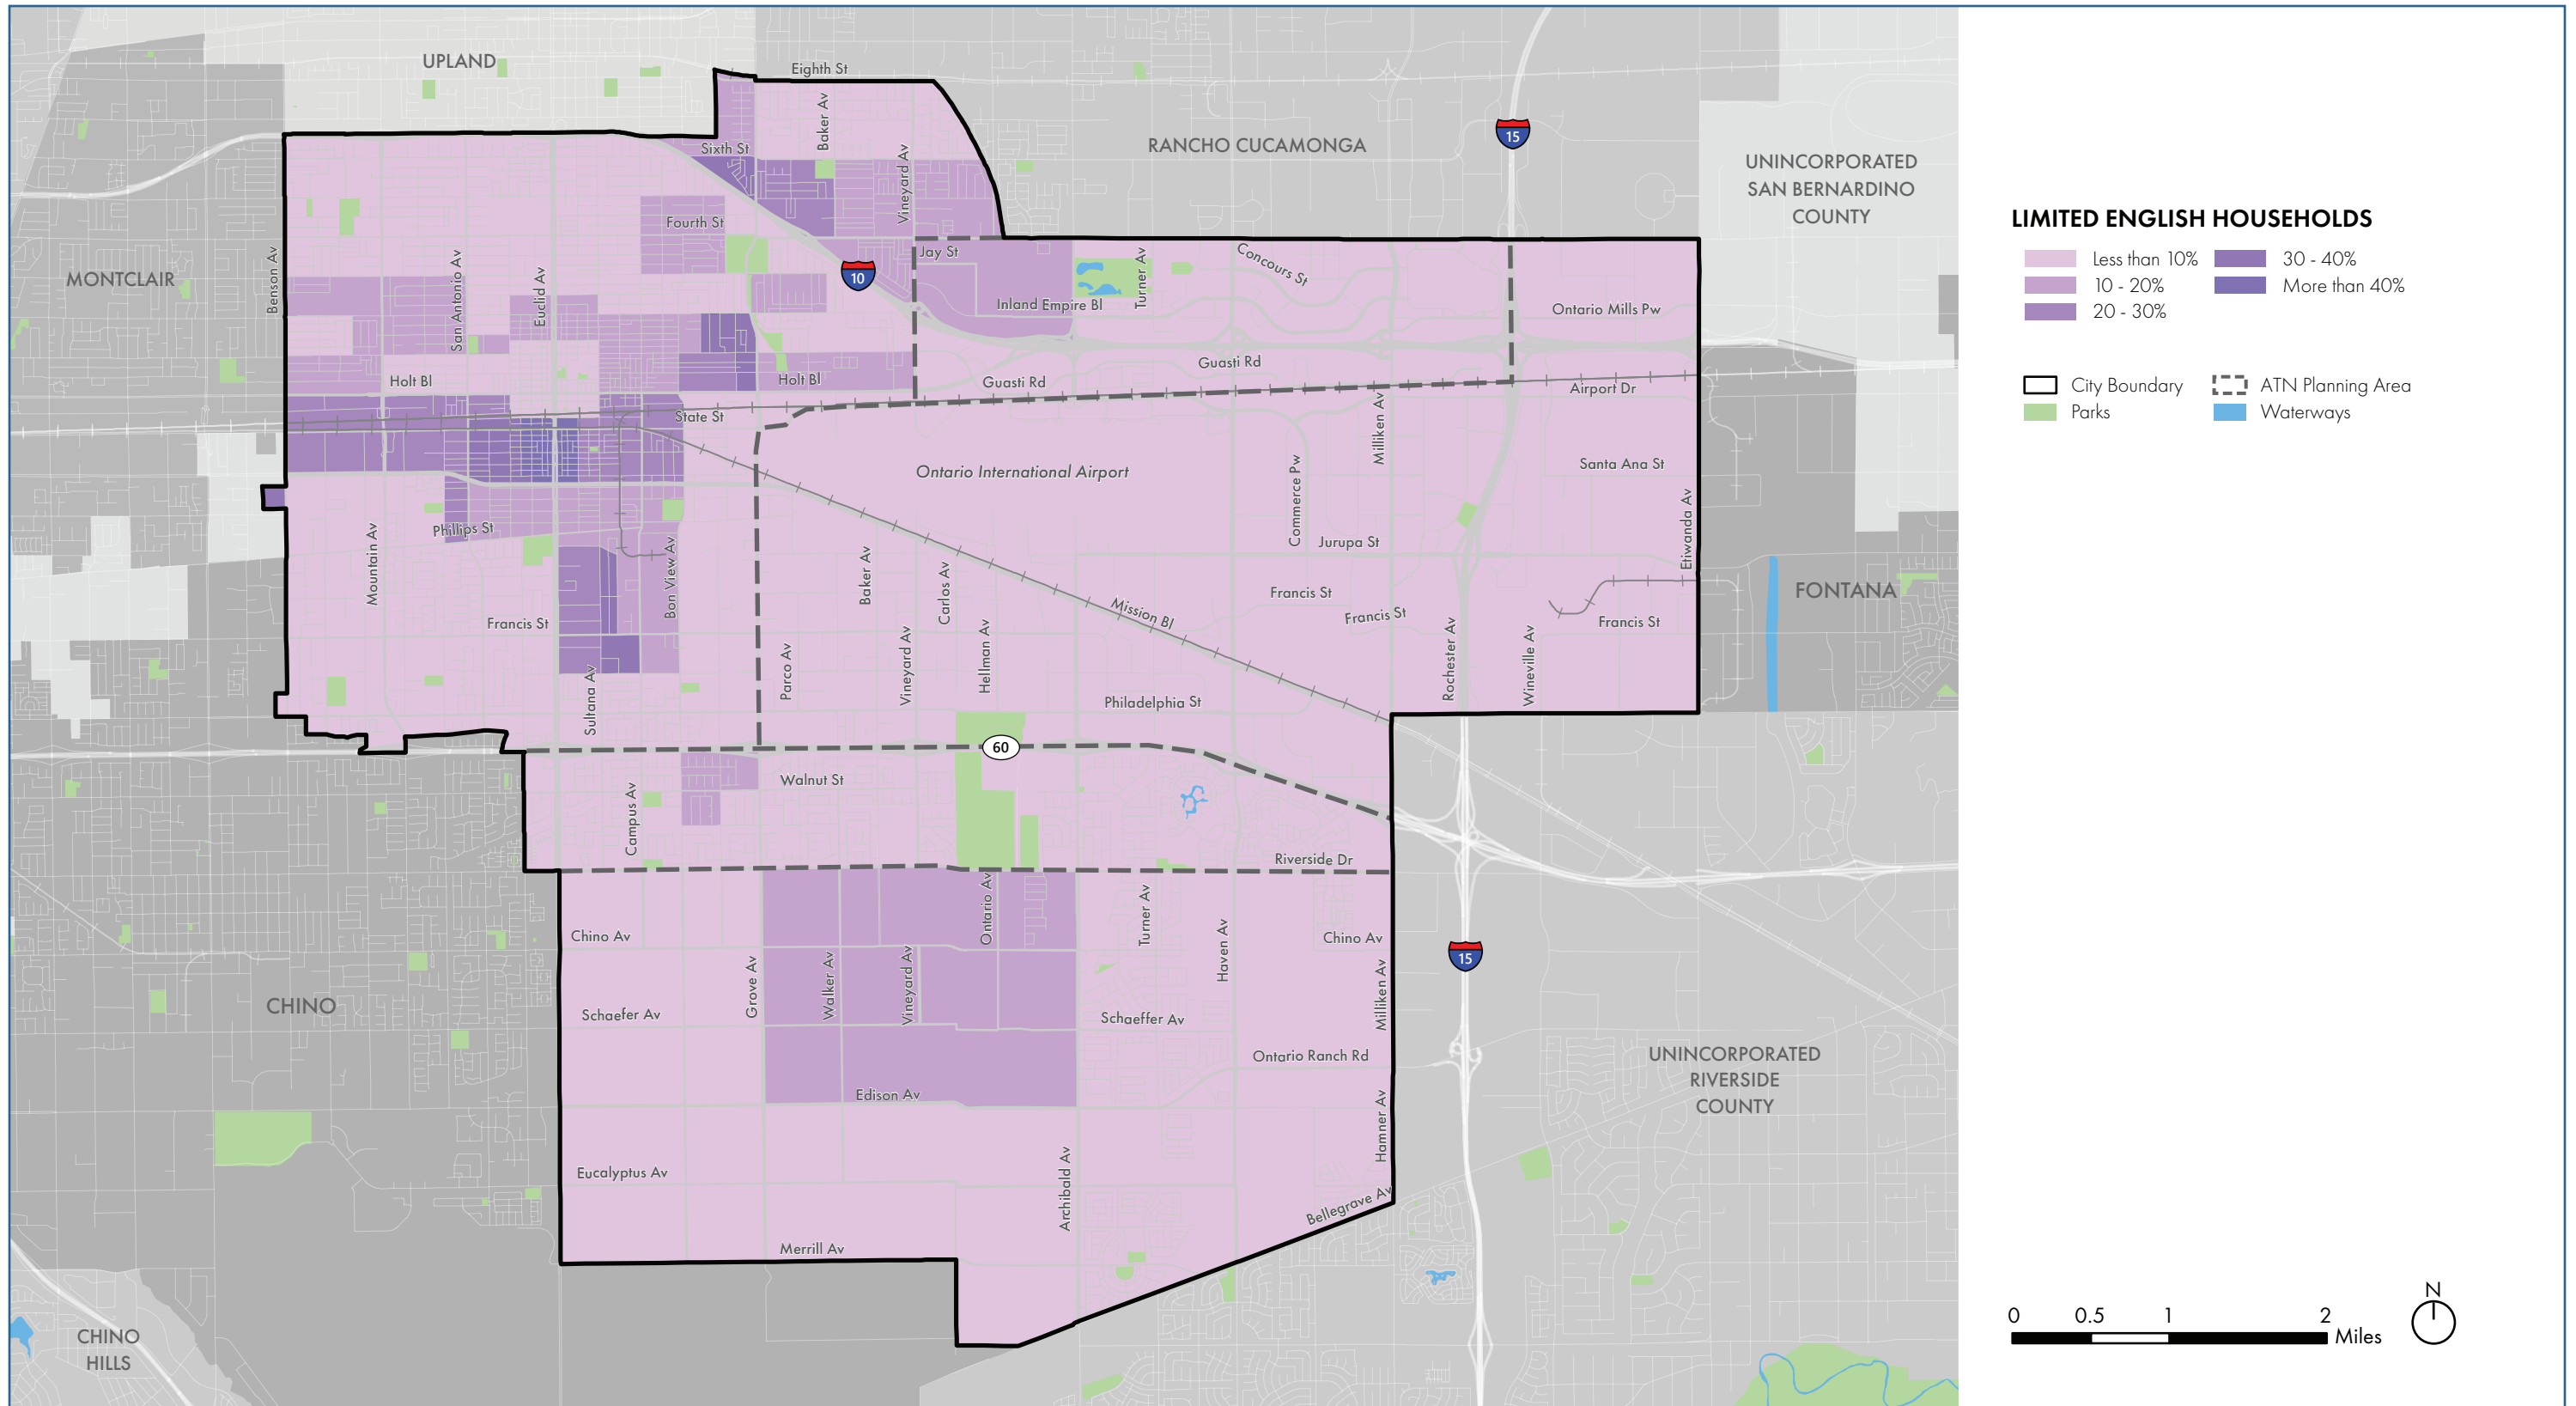 UPLAND
Eighth St
Baker Av
RANCHO CUCAMONGA
15
UNINCORPORATED
SAN BERNARDINO
COUNTY
Sixth St
Vineyard Av
Fourth St
MONTCLAIR
Benson Av
San Antonio Av
Euclid Av
10
Jay St
Inland Empire Bl
Turner Av
Concours St
Ontario Mills Pw
Guasti Rd
Guasti Rd
Holt Bl
Holt Bl
Airport Dr
State St
Milliken Av
Ontario International Airport
Commerce Pw
Santa Ana St
Etiwanda Av
Phillips St
Mountain Av
Bon View Av
Baker Av
Carlos Av
Jurupa St
Francis St
Francis St
Francis St
Francis St
Mission Bl
FONTANA
Sultana Av
Parco Av
Vineyard Av
Hellman Av
Rochester Av
Wineville Av
Philadelphia St
60
Walnut St
Campus Av
Riverside Dr
Chino Av
Ontario Av
Turner Av
Haven Av
Chino Av
15
Grove Av
Walker Av
Vineyard Av
Milliken Av
CHINO
Schaefer Av
Schaeffer Av
Ontario Ranch Rd
UNINCORPORATED
RIVERSIDE
COUNTY
Edison Av
Hamner Av
Eucalyptus Av
Archibald Av
Bellegrave Av
Merrill Av
CHINO
HILLS
LIMITED ENGLISH HOUSEHOLDS
Less than 10%
30 - 40%
10 - 20%
More than 40%
20 - 30%
City Boundary
ATN Planning Area
Parks
Waterways
N
0 0.5 1 2
Miles